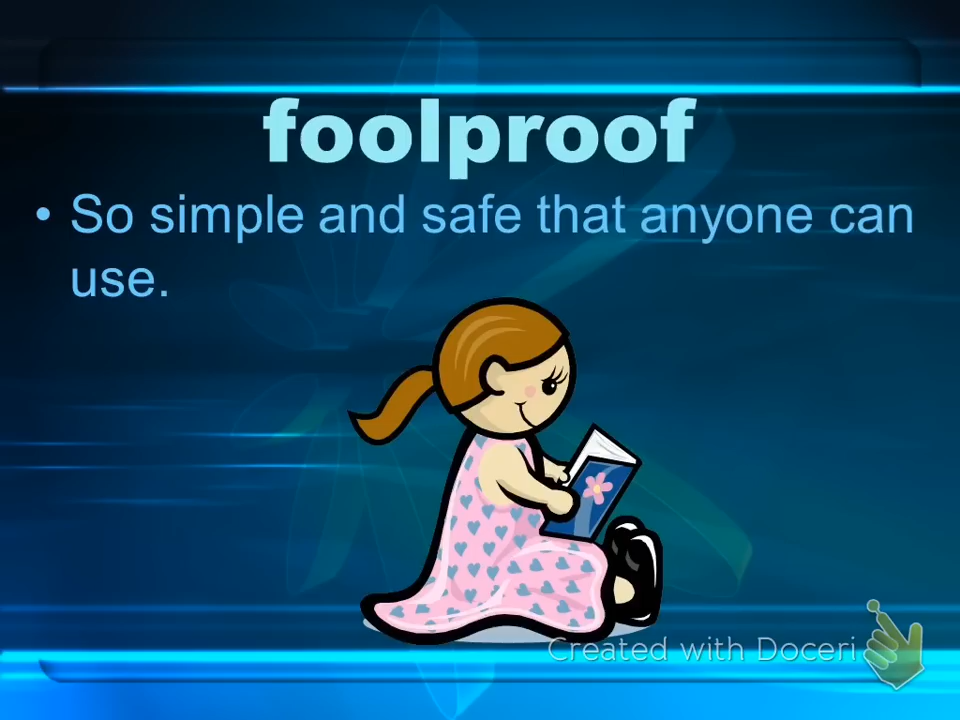 foolproof
• So simple and safe that anyone can
use.
Created with Doceri